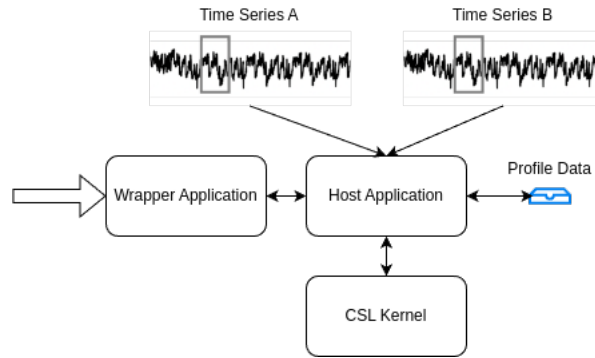 Time Series A
Time Series B
Profile Data
Wrapper Application
Host Application
CSL Kernel